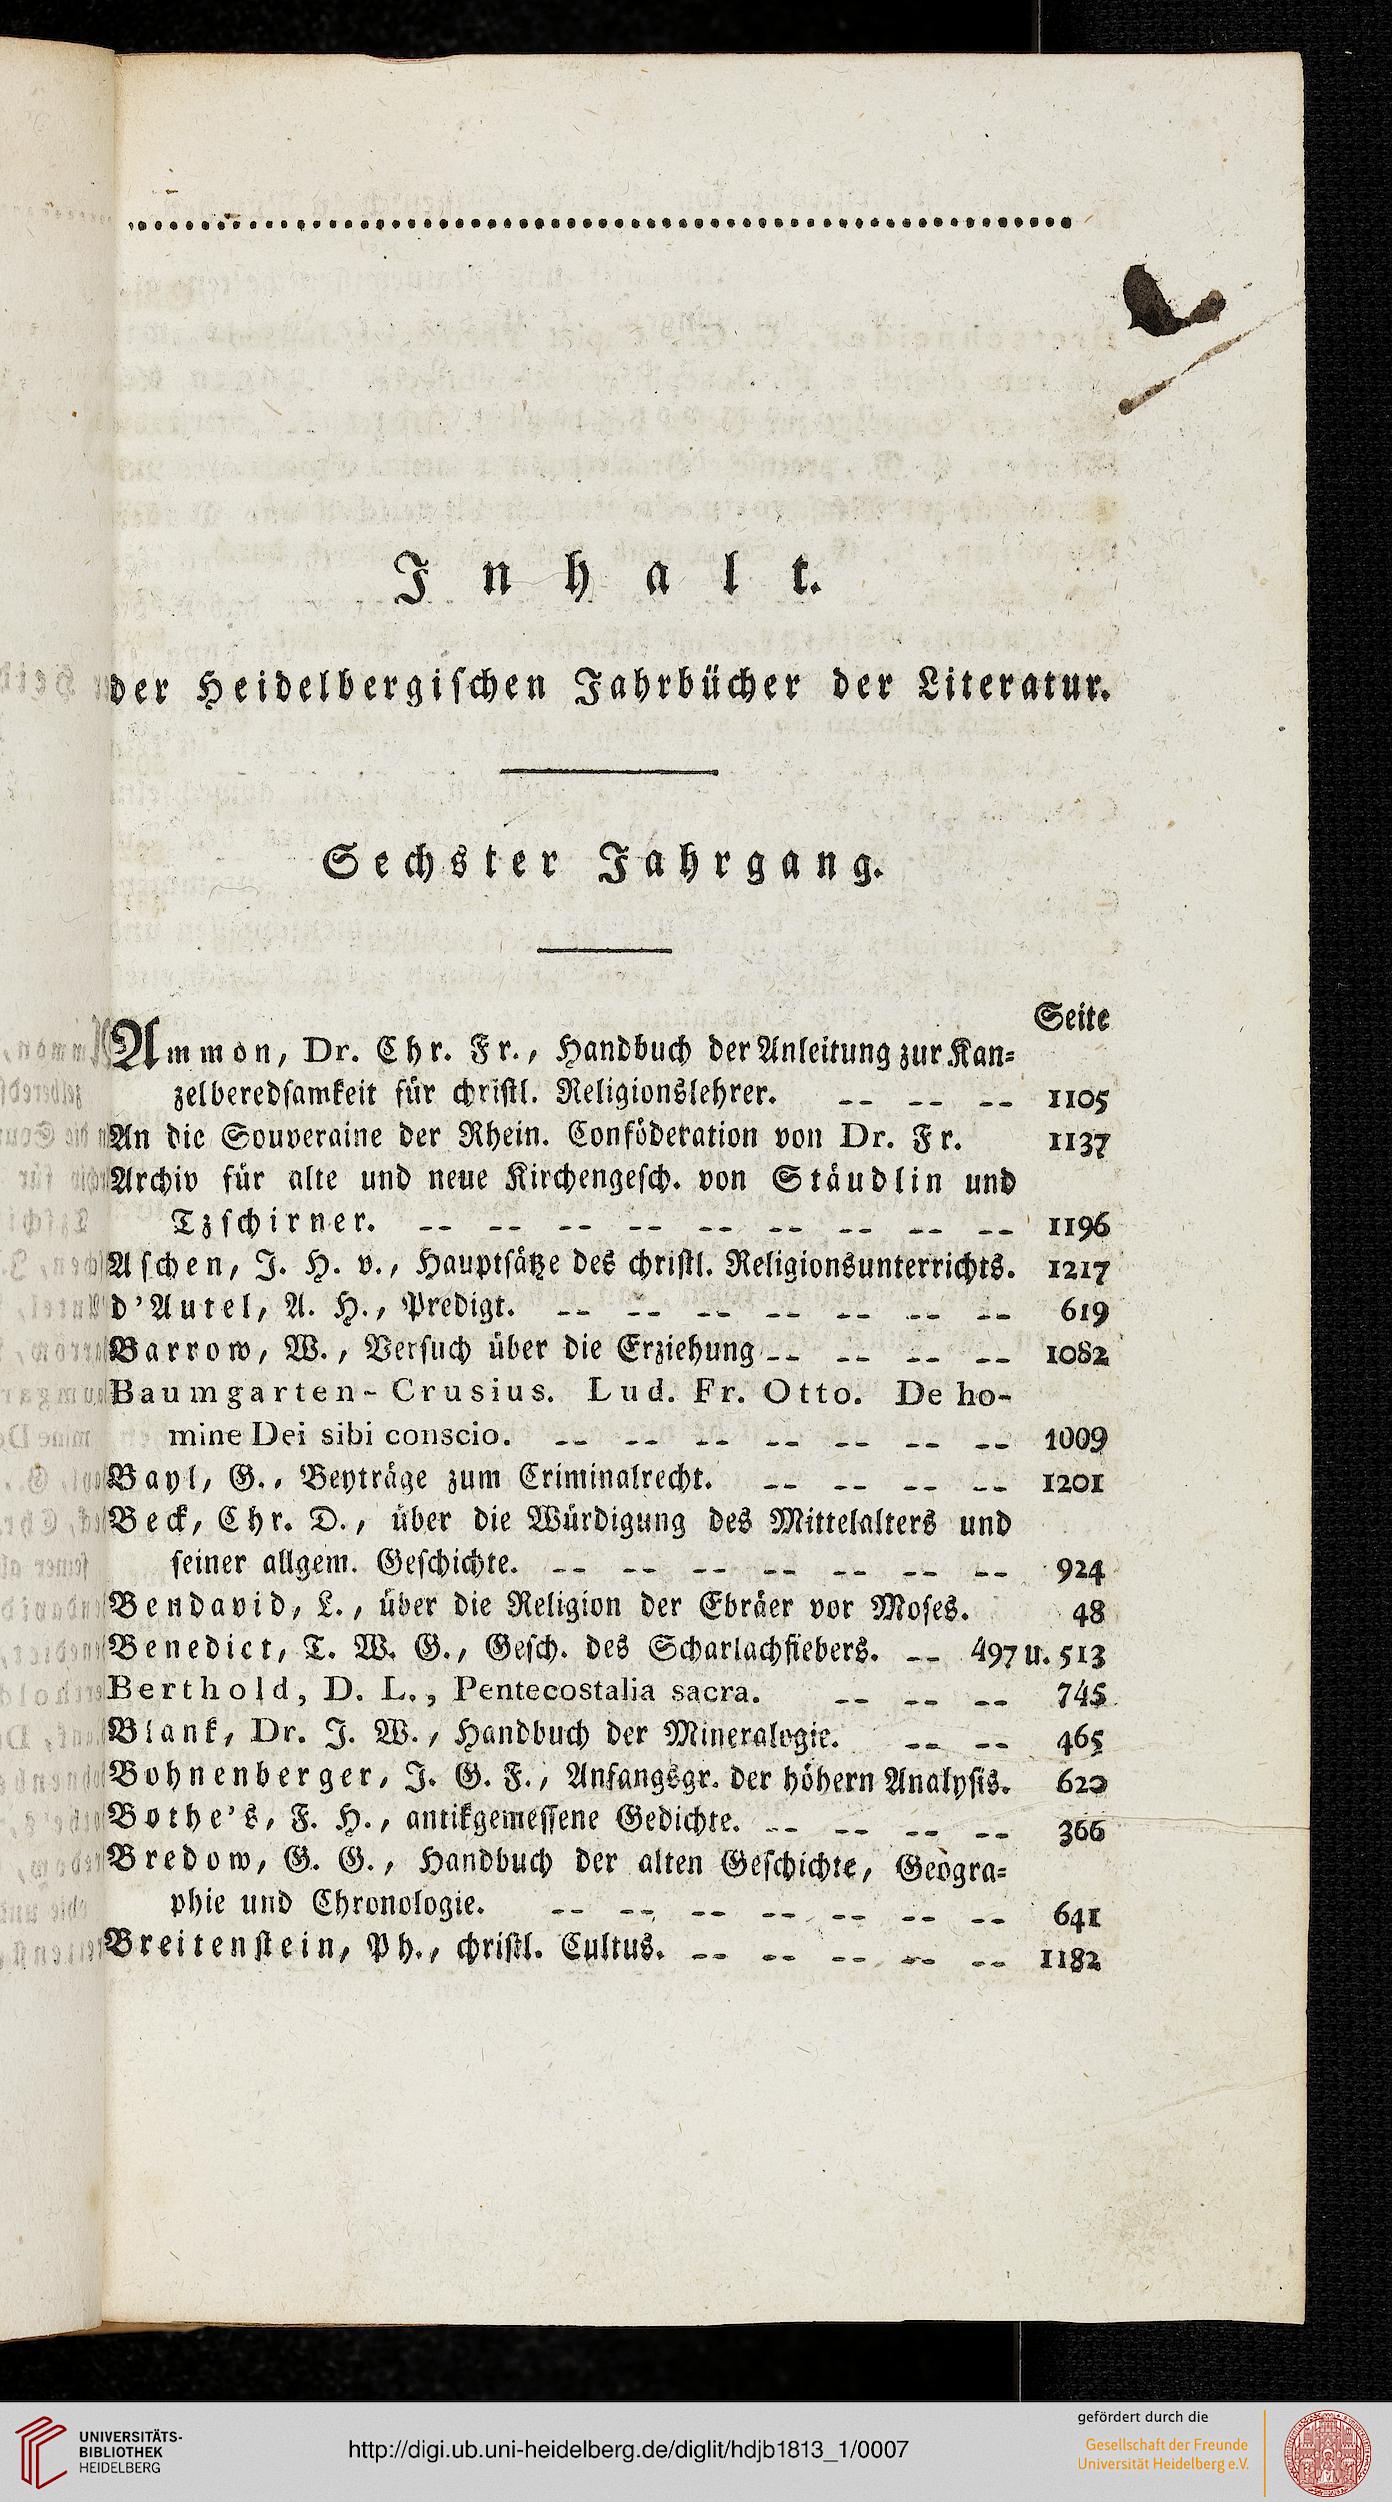 Inhalt.
der Heidelbergischen Jahrbücher der Literatur.
Sechster Jahrgang.
Seite
Ammon, Dr. Chr. Fr., Handbuch der Anleitung zur Kan-
zelberedsamkeit für christl. Religionslehrer. -- -- -- 1105
An die Souveraine der Rhein. Conföderation von Dr. Fr. 1137
Archiv für alte und neue Kirchengesch. von Stäudlin und
Tzschirner. -- -- -- -- -- -- -- -- -- 1196
Aschen, J. H. v., Hauptsätze des christl. Religionsunterrichts. 1217
d'Autel, A. H., Predigt. -- -- -- -- -- -- -- 619
Barrow, W., Versuch über die Erziehung -- -- -- -- 1082
Baumgarten-Crusius. Lud. Fr. Otto. De ho-
mine Dei sibi conscio. -- -- -- -- -- -- -- 1009
Bayl, G., Beyträge zum Criminalrecht. -- -- -- -- 1201
Beck, Chr. D., über die Würdigung des Mittelalters und
seiner allgem. Geschichte. -- -- -- -- -- -- -- 924
Bendavid, L., über die Religion der Ebräer vor Moses. 48
Benedict, T. W. G., Gesch. des Scharlachfiebers. -- 497 u. 513
Berthold, D. L., Pentecostalia sacra. -- -- -- 745
Blank, Dr. J. W., Handbuch der Mineralogie. -- -- 465
Bohnenberger, J. G. F., Anfangsgr. der höhern Analysis. 620
Bothe's, F. H., antikgemessene Gedichte. -- -- -- -- 366
Bredow, G. G., Handbuch der alten Geschichte, Geogra-
phie und Chronologie. -- -- -- -- -- -- -- 641
Breitenstein, Ph., christl. Cultus. -- -- -- -- -- 1182
UNIVERSITÄTS-
BIBLIOTHEK
HEIDELBERG
http://digi.ub.uni-heidelberg.de/diglit/hdjb1813_1/0007
gefördert durch die
Gesellschaft der Freunde
Universität Heidelberg e.V.